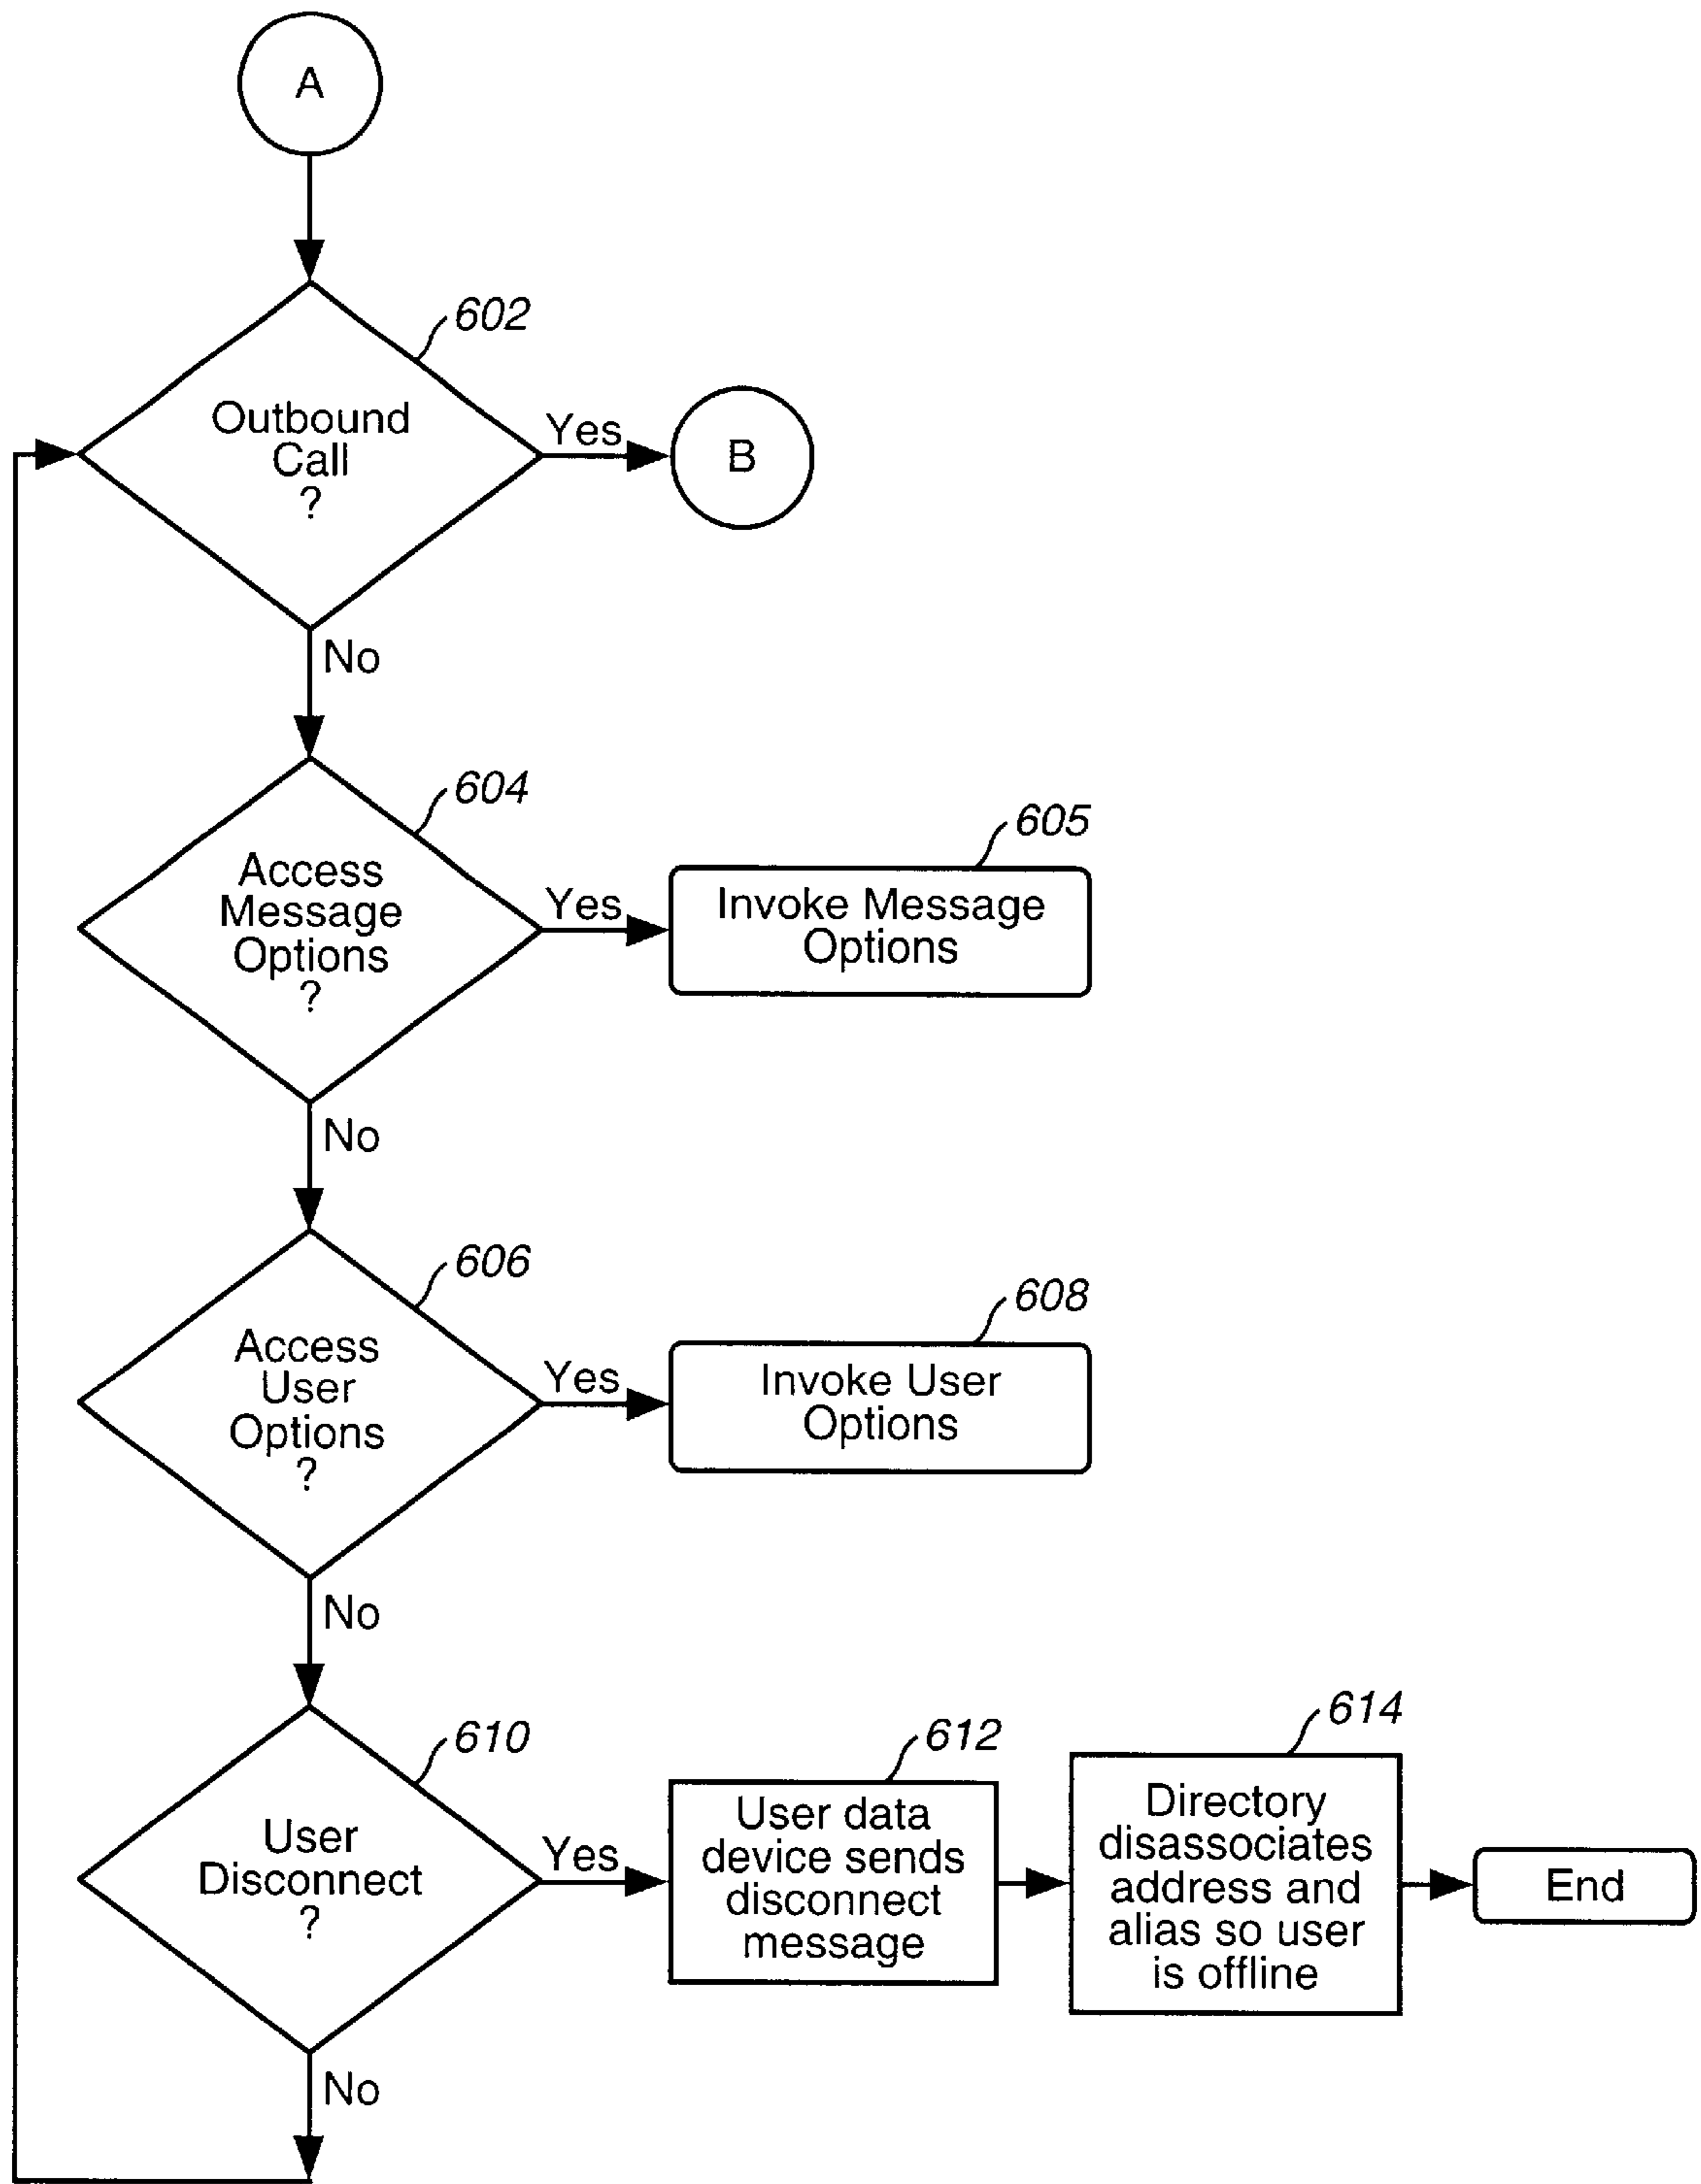 A
602
Outbound
Call
?
Yes
B
No
604
Access
Message
Options
?
Yes
605
Invoke Message
Options
No
606
Access
User
Options
?
Yes
608
Invoke User
Options
No
610
User
Disconnect
?
Yes
612
User data
device sends
disconnect
message
614
Directory
disassociates
address and
alias so user
is offline
End
No